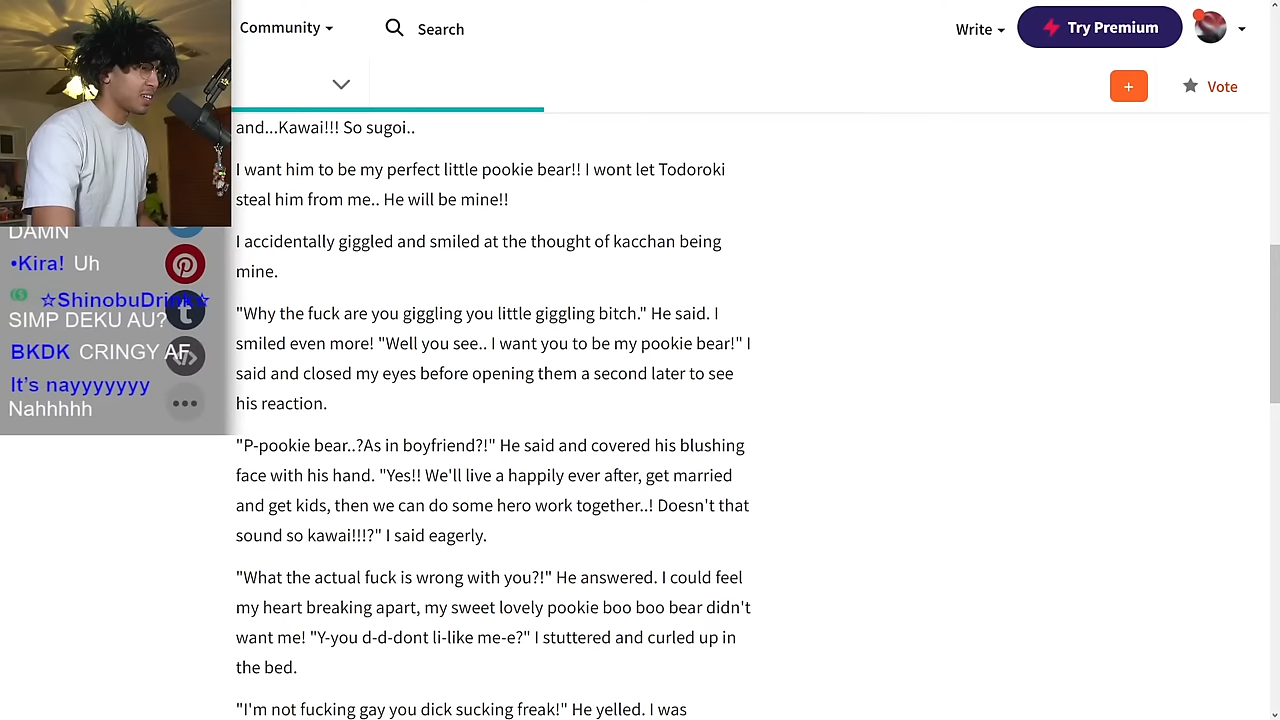 Community
Search
Write
Try Premium
+
Vote
and...Kawai!!! So sugoi..
I want him to be my perfect little pookie bear!! I wont let Todoroki
steal him from me.. He will be mine!!
I accidentally giggled and smiled at the thought of kacchan being
mine.
"Why the fuck are you giggling you little giggling bitch." He said. I
smiled even more! "Well you see.. I want you to be my pookie bear!" I
said and closed my eyes before opening them a second later to see
his reaction.
"P-pookie bear..?As in boyfriend?!" He said and covered his blushing
face with his hand. "Yes!! We'll live a happily ever after, get married
and get kids, then we can do some hero work together..! Doesn't that
sound so kawai!!!?" I said eagerly.
"What the actual fuck is wrong with you?!" He answered. I could feel
my heart breaking apart, my sweet lovely pookie boo boo bear didn't
want me! "Y-you d-d-dont li-like me-e?" I stuttered and curled up in
the bed.
"I'm not fucking gay you dick sucking freak!" He yelled. I was
DAMN
•Kira! Uh
☆ShinobuDrink☆
SIMP DEKU AU?
BKDK CRINGY AF
It's nayyyyyyy
Nahhhhh